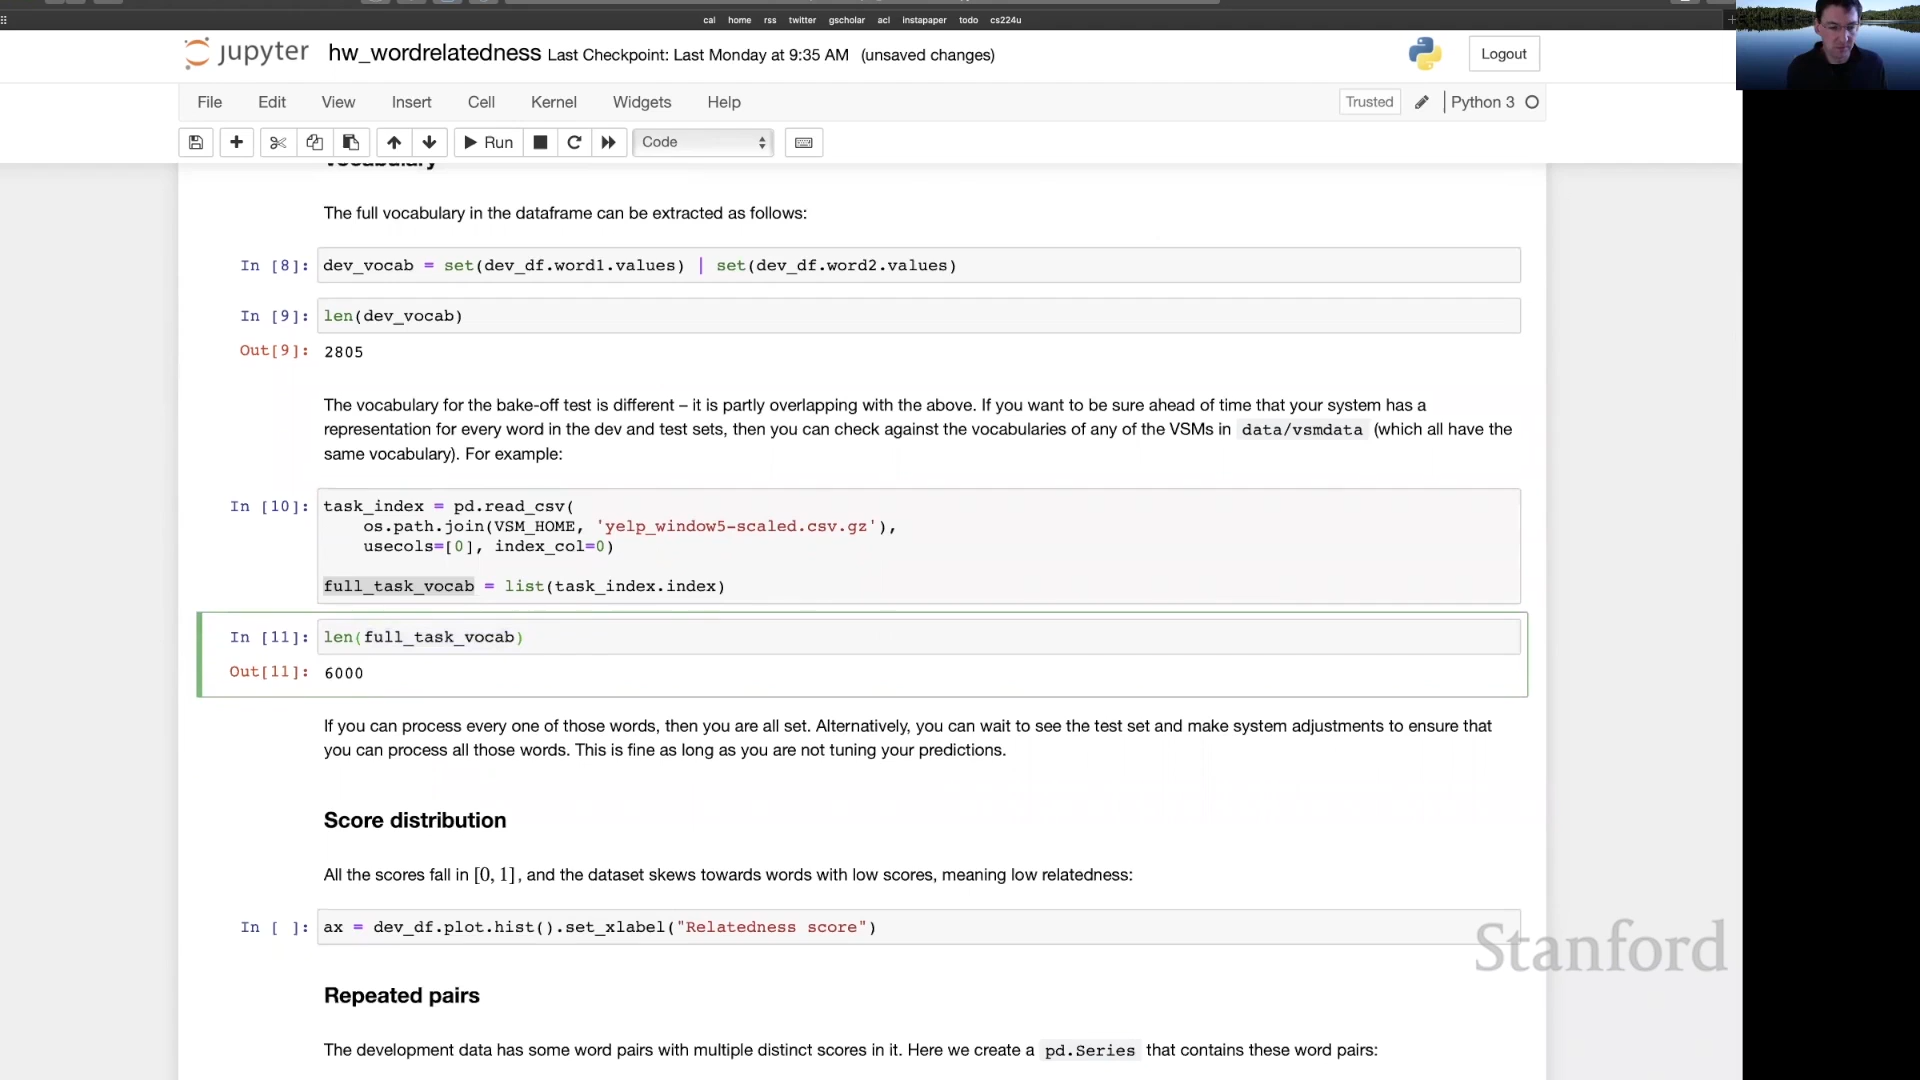 cal home rss twitter gscholar acl instapaper todo cs224u
jupyter hw_wordrelatedness Last Checkpoint: Last Monday at 9:35 AM (unsaved changes) Logout
File Edit View Insert Cell Kernel Widgets Help Trusted Python 3
Run Code
Vocabulary
The full vocabulary in the dataframe can be extracted as follows:
In [8]: dev_vocab = set(dev_df.word1.values) | set(dev_df.word2.values)
In [9]: len(dev_vocab)
Out[9]: 2805
The vocabulary for the bake-off test is different – it is partly overlapping with the above. If you want to be sure ahead of time that your system has a
representation for every word in the dev and test sets, then you can check against the vocabularies of any of the VSMs in data/vsmdata (which all have the
same vocabulary). For example:
In [10]: task_index = pd.read_csv(
os.path.join(VSM_HOME, 'yelp_window5-scaled.csv.gz'),
usecols=[0], index_col=0)
full_task_vocab = list(task_index.index)
In [11]: len(full_task_vocab)
Out[11]: 6000
If you can process every one of those words, then you are all set. Alternatively, you can wait to see the test set and make system adjustments to ensure that
you can process all those words. This is fine as long as you are not tuning your predictions.
Score distribution
All the scores fall in [0, 1], and the dataset skews towards words with low scores, meaning low relatedness:
In [ ]: ax = dev_df.plot.hist().set_xlabel("Relatedness score")
Stanford
Repeated pairs
The development data has some word pairs with multiple distinct scores in it. Here we create a pd.Series that contains these word pairs: